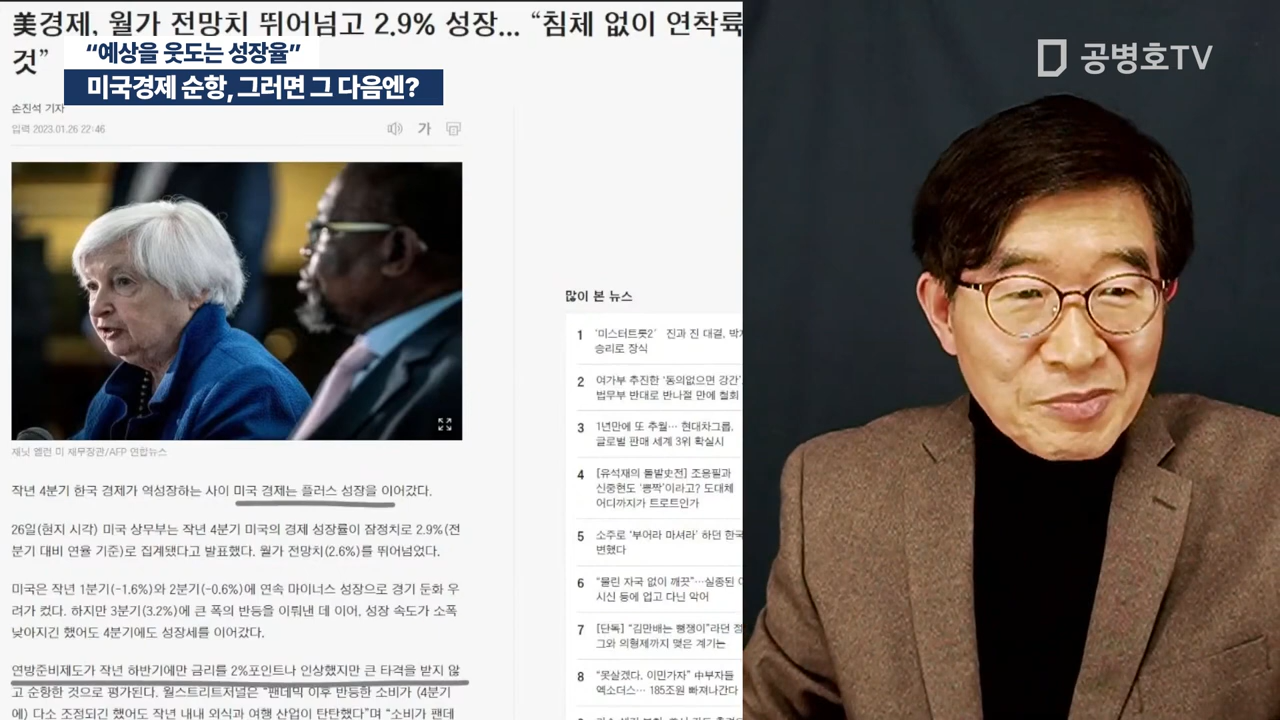 美경제, 월가 전망치 뛰어넘고 2.9% 성장... “침체 없이 연착륙
것”
“예상을 웃도는 성장율”
미국경제 순항, 그러면 그 다음엔?
공병호TV
손진석 기자
입력 2023.01.26 22:46
가
재닛 옐런 미 재무장관/AFP 연합뉴스
작년 4분기 한국 경제가 역성장하는 사이 미국 경제는 플러스 성장을 이어갔다.
26일(현지 시각) 미국 상무부는 작년 4분기 미국의 경제 성장률이 잠정치로 2.9%(전
분기 대비 연율 기준)로 집계됐다고 발표했다. 월가 전망치(2.6%)를 뛰어넘었다.
미국은 작년 1분기(-1.6%)와 2분기(-0.6%)에 연속 마이너스 성장으로 경기 둔화 우
려가 컸다. 하지만 3분기(3.2%)에 큰 폭의 반등을 이뤄낸 데 이어, 성장 속도가 소폭
낮아지긴 했어도 4분기에도 성장세를 이어갔다.
연방준비제도가 작년 하반기에만 금리를 2%포인트나 인상했지만 큰 타격을 받지 않
고 순항한 것으로 평가된다. 월스트리트저널은 “팬데믹 이후 반등한 소비가 (4분기
에) 다소 조정되긴 했어도 작년 내내 외식과 여행 산업이 탄탄했다”며 “소비가 팬데
많이 본 뉴스
1 ‘미스터트롯2’ 진과 진 대결, 박지
승리로 장식
2 여가부 추진한 ‘동의없으면 강간’,
법무부 반대로 반나절 만에 철회
3 1년만에 또 추월… 현대차그룹,
글로벌 판매 세계 3위 확실시
4 [유석재의 돌발史전] 조용필과
신중현도 ‘뽕짝’이라고? 도대체
어디까지가 트로트인가
5 소주로 ‘부어라 마셔라’ 하던 한국
변했다
6 “물린 자국 없이 깨끗”…실종된
시신 등에 업고 다닌 악어
7 [단독] “김만배는 뻥쟁이”라던 정
그와 의형제까지 맺은 계기는
8 “못살겠다. 이민가자” 中부자들
엑소더스… 185조원 빠져나간다